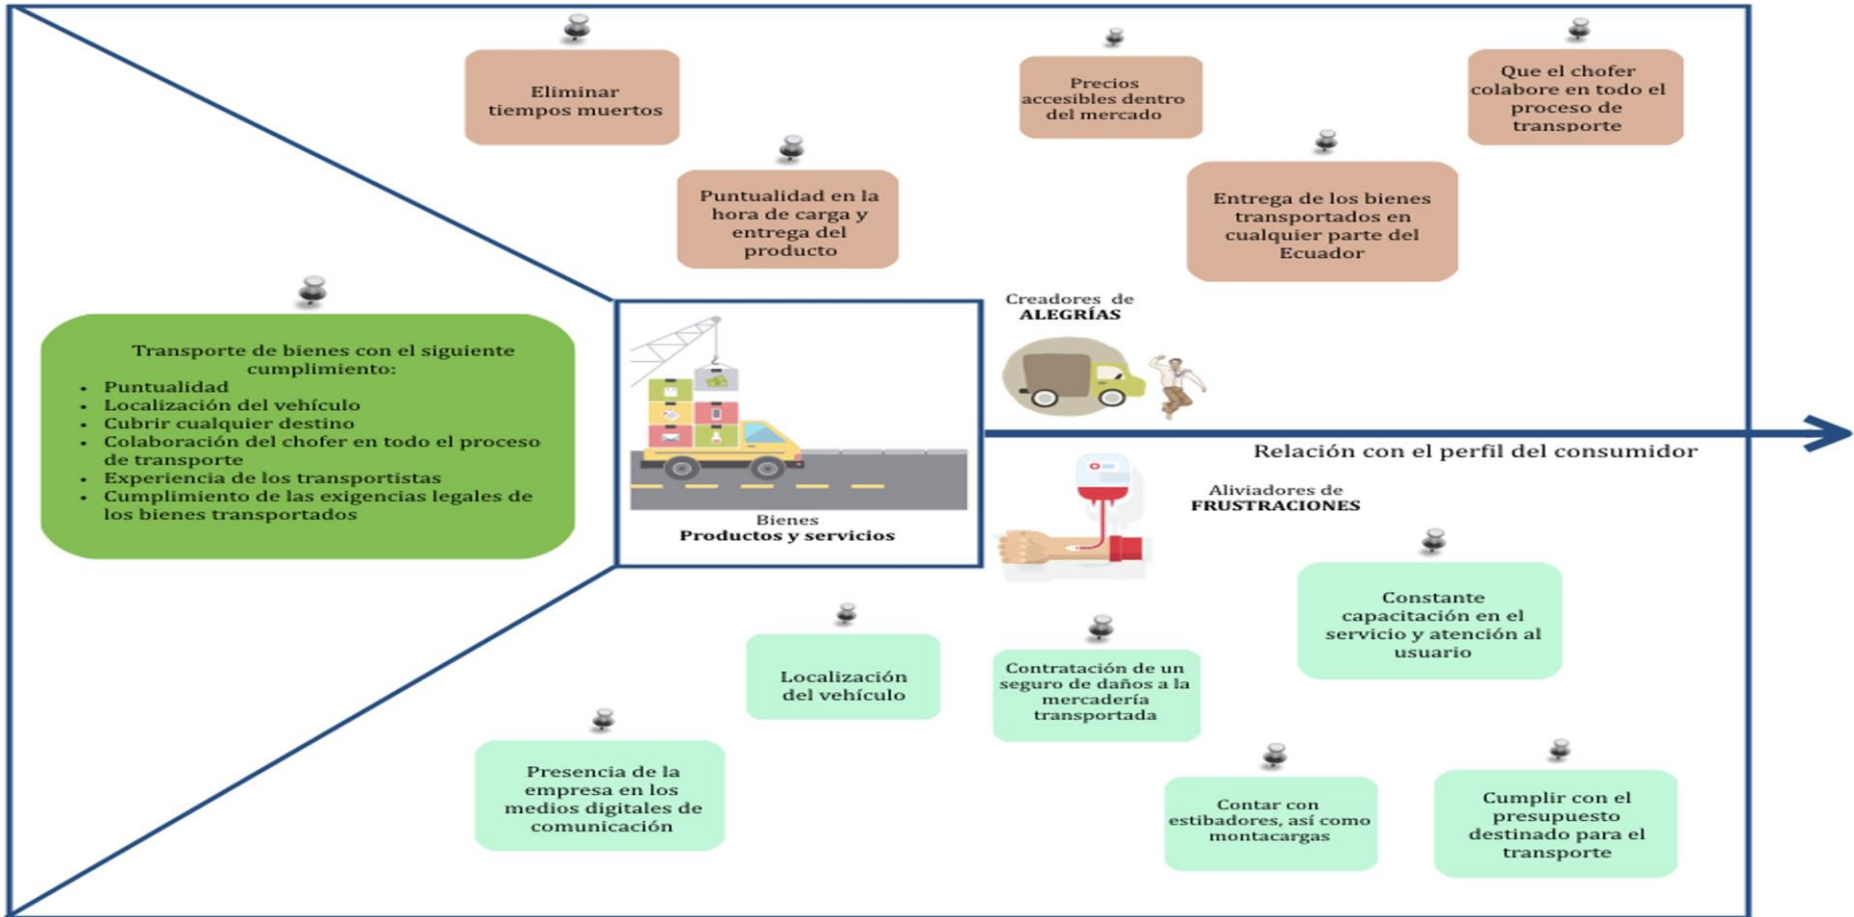 Eliminar
tiempos muertos
Precios
accesibles dentro
del mercado
Que el chofer
colabore en todo el
proceso de
transporte
Puntualidad en la
hora de carga y
entrega del
producto
Entrega de los bienes
transportados en
cualquier parte del
Ecuador
Transporte de bienes con el siguiente
cumplimiento:
• Puntualidad
• Localización del vehículo
• Cubrir cualquier destino
• Colaboración del chofer en todo el proceso
de transporte
• Experiencia de los transportistas
• Cumplimiento de las exigencias legales de
los bienes transportados
Bienes
Productos y servicios
Creadores de
ALEGRÍAS
Relación con el perfil del consumidor
Aliviadores de
FRUSTRACIONES
Constante
capacitación en el
servicio y atención al
usuario
Localización
del vehículo
Contratación de un
seguro de daños a la
mercadería
transportada
Presencia de la
empresa en los
medios digitales de
comunicación
Contar con
estibadores, así como
montacargas
Cumplir con el
presupuesto
destinado para el
transporte